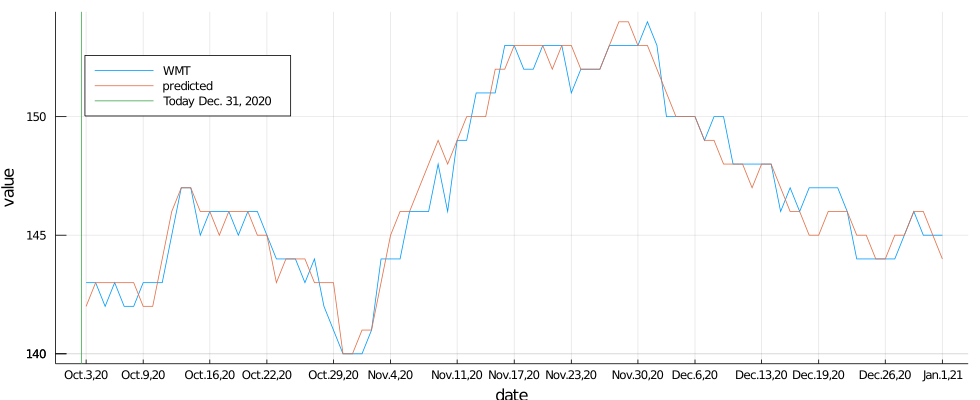 WMT
predicted
Today Dec. 31, 2020
value
150
145
140
Oct.3,20 Oct.9,20 Oct.16,20 Oct.22,20 Oct.29,20 Nov.4,20 Nov.11,20 Nov.17,20 Nov.23,20 Nov.30,20 Dec.6,20 Dec.13,20 Dec.19,20 Dec.26,20 Jan.1,21
date